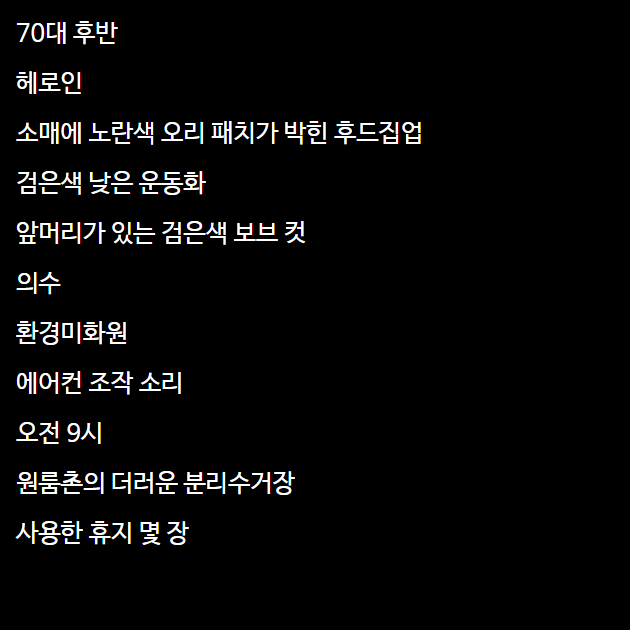 70대 후반
헤로인
소매에 노란색 오리 패치가 박힌 후드집업
검은색 낮은 운동화
앞머리가 있는 검은색 보브 컷
의수
환경미화원
에어컨 조작 소리
오전 9시
원룸촌의 더러운 분리수거장
사용한 휴지 몇 장